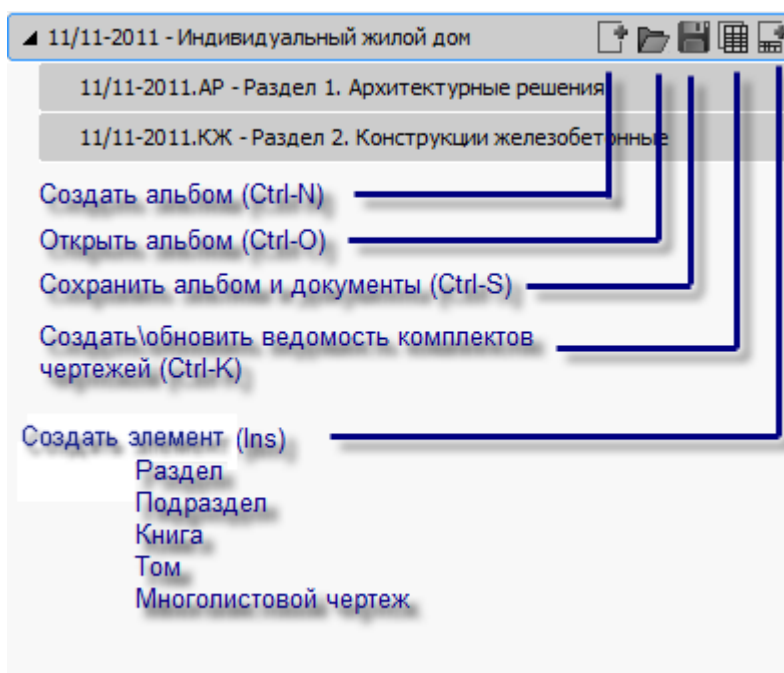 11/11-2011 - Индивидуальный жилой дом
11/11-2011.АР - Раздел 1. Архитектурные решения
11/11-2011.КЖ - Раздел 2. Конструкции железобетонные
Создать альбом (Ctrl-N)
Открыть альбом (Ctrl-O)
Сохранить альбом и документы (Ctrl-S)
Создать\обновить ведомость комплектов
чертежей (Ctrl-K)
Создать элемент (Ins)
Раздел
Подраздел
Книга
Том
Многолистовой чертеж